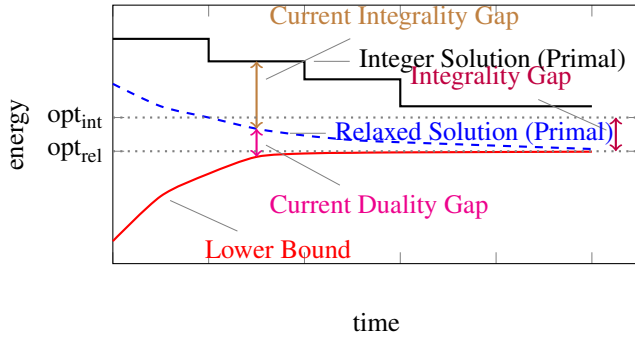 Current Integrality Gap
Integer Solution (Primal)
Integrality Gap
energy
opt_int
Relaxed Solution (Primal)
opt_rel
Current Duality Gap
Lower Bound
time